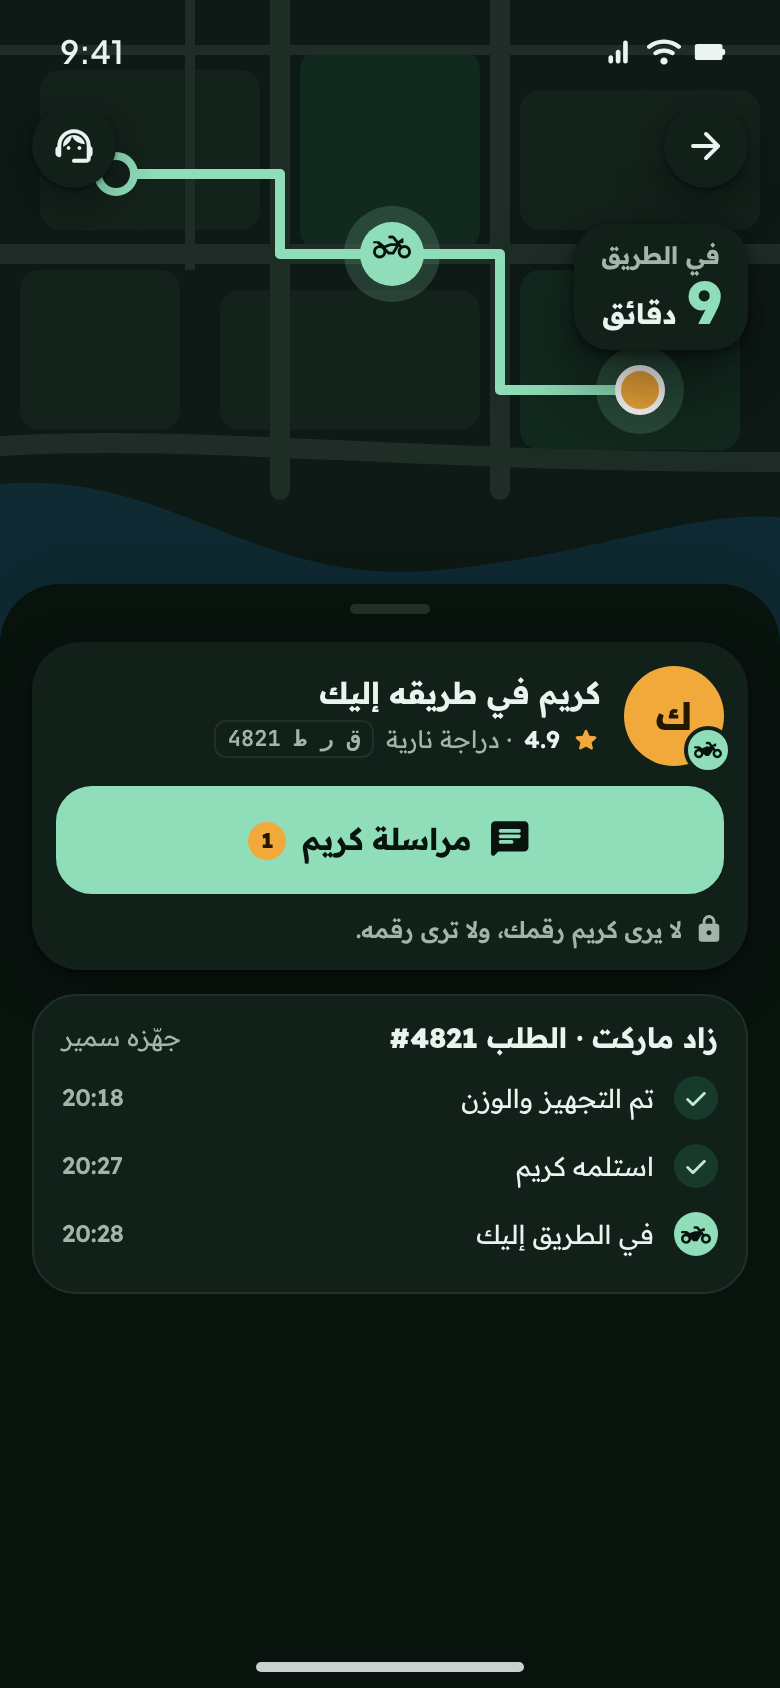 9:41
في الطريق
9 دقائق
ك
كريم في طريقه إليك
4.9 · دراجة نارية ق ر ط 4821
مراسلة كريم 1
لا يرى كريم رقمك، ولا ترى رقمه.
زاد ماركت · الطلب #4821 جهّزه سمير
تم التجهيز والوزن 20:18
استلمه كريم 20:27
في الطريق إليك 20:28